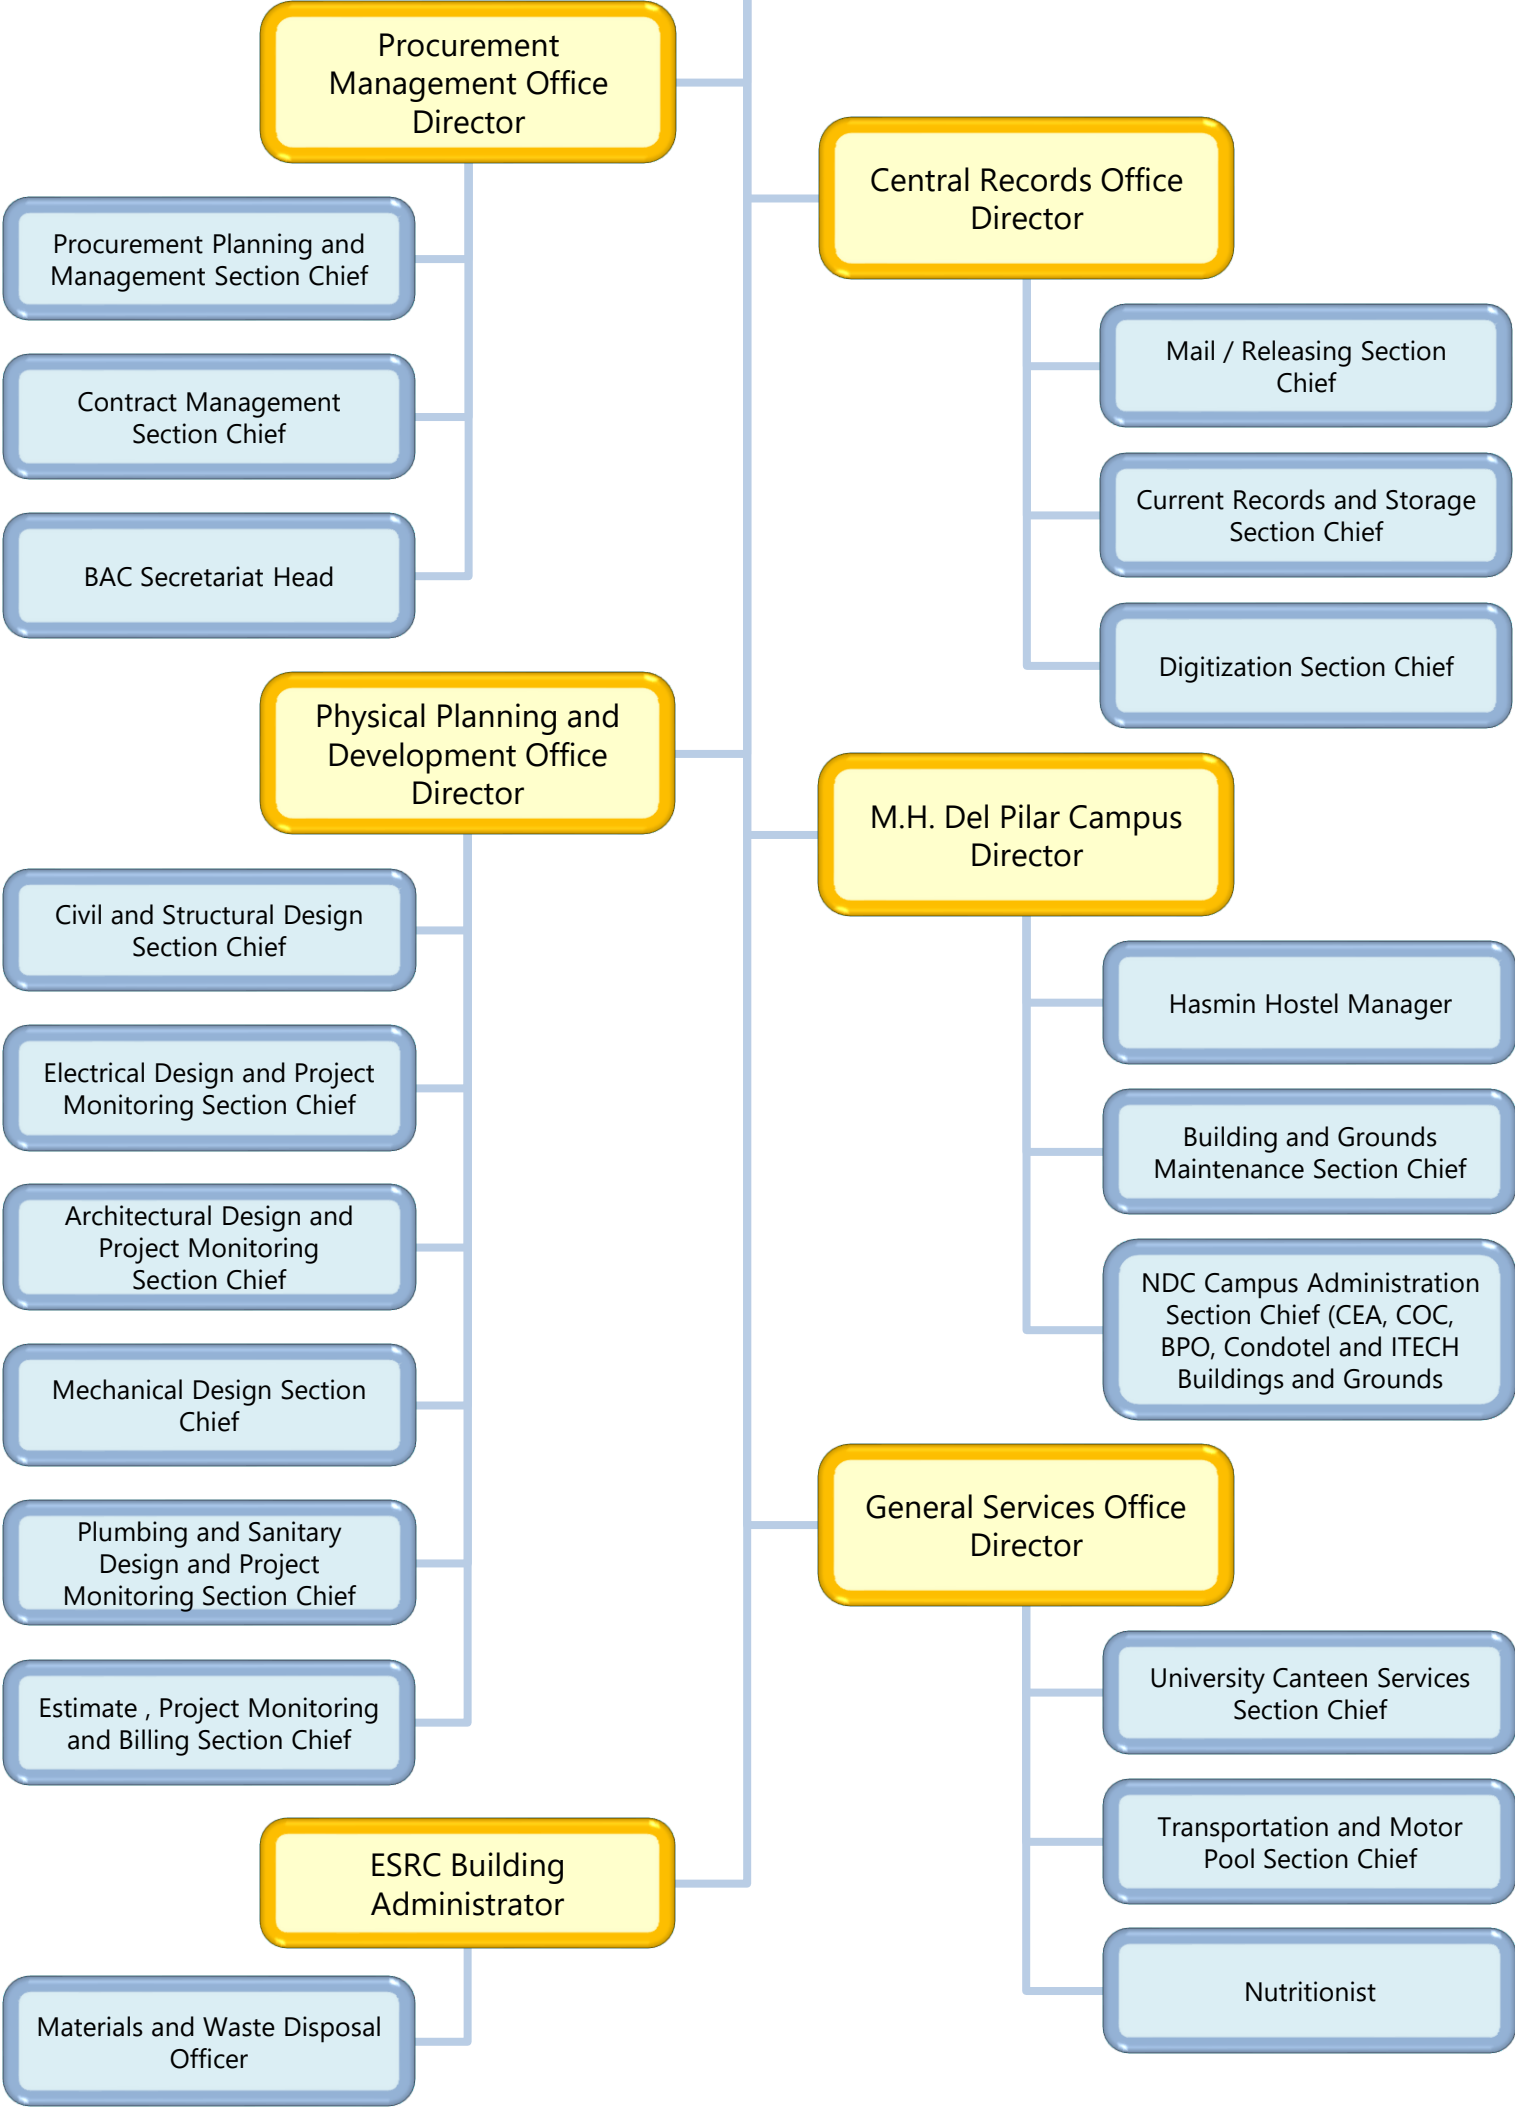 Procurement
Management Office
Director
Procurement Planning and
Management Section Chief
Contract Management
Section Chief
BAC Secretariat Head
Central Records Office
Director
Mail / Releasing Section
Chief
Current Records and Storage
Section Chief
Digitization Section Chief
Physical Planning and
Development Office
Director
Civil and Structural Design
Section Chief
Electrical Design and Project
Monitoring Section Chief
Architectural Design and
Project Monitoring
Section Chief
Mechanical Design Section
Chief
Plumbing and Sanitary
Design and Project
Monitoring Section Chief
Estimate , Project Monitoring
and Billing Section Chief
M.H. Del Pilar Campus
Director
Hasmin Hostel Manager
Building and Grounds
Maintenance Section Chief
NDC Campus Administration
Section Chief (CEA, COC,
BPO, Condotel and ITECH
Buildings and Grounds
General Services Office
Director
University Canteen Services
Section Chief
Transportation and Motor
Pool Section Chief
Nutritionist
ESRC Building
Administrator
Materials and Waste Disposal
Officer